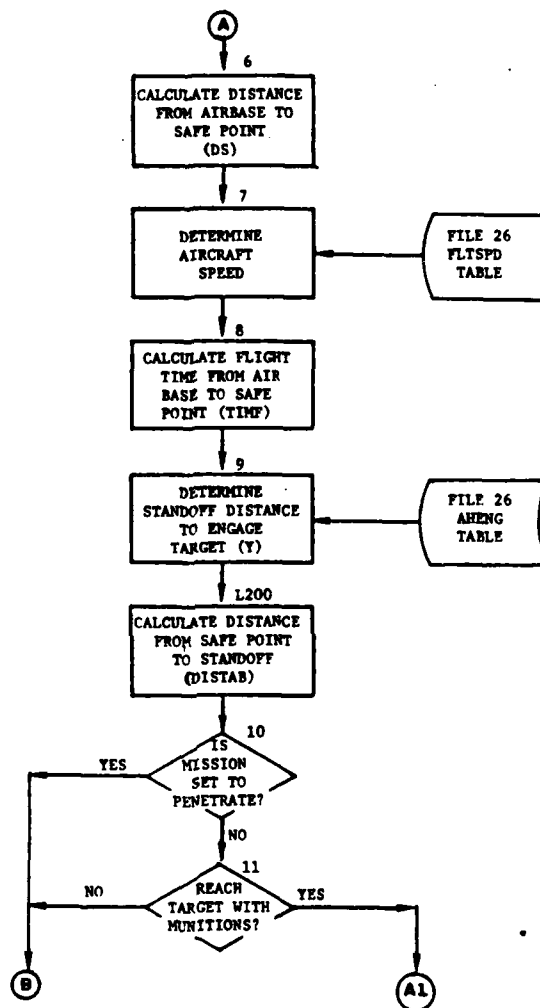 A
6
CALCULATE DISTANCE
FROM AIRBASE TO
SAFE POINT
(DS)
7
DETERMINE
AIRCRAFT
SPEED
FILE 26
FLTSPD
TABLE
8
CALCULATE FLIGHT
TIME FROM AIR
BASE TO SAFE
POINT (TIMF)
9
DETERMINE
STANDOFF DISTANCE
TO ENGAGE
TARGET (Y)
FILE 26
AHENG
TABLE
L200
CALCULATE DISTANCE
FROM SAFE POINT
TO STANDOFF
(DISTAB)
10
IS
MISSION
SET TO
PENETRATE?
YES
NO
11
REACH
TARGET WITH
MUNITIONS?
NO
YES
B
A1